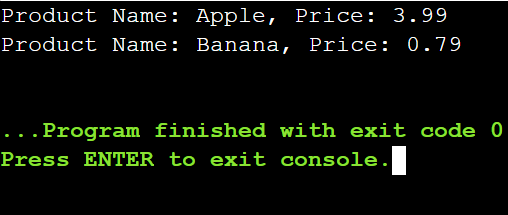 Product Name: Apple, Price: 3.99
Product Name: Banana, Price: 0.79
...Program finished with exit code 0
Press ENTER to exit console.